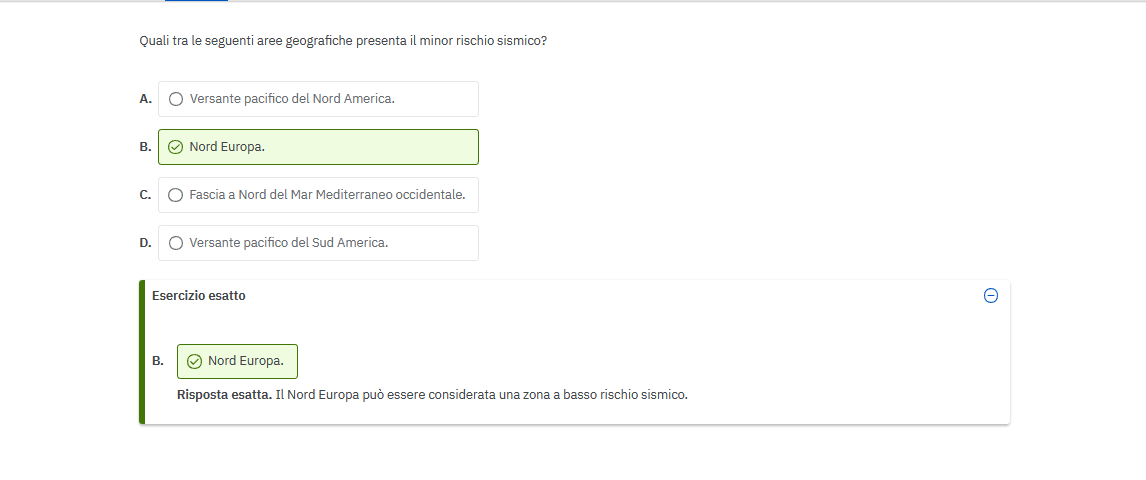 Quali tra le seguenti aree geografiche presenta il minor rischio sismico?
A. Versante pacifico del Nord America.
B. Nord Europa.
C. Fascia a Nord del Mar Mediterraneo occidentale.
D. Versante pacifico del Sud America.
Esercizio esatto
B. Nord Europa.
Risposta esatta. Il Nord Europa può essere considerata una zona a basso rischio sismico.